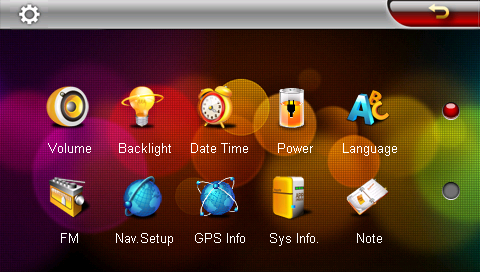 Volume Backlight Date Time Power Language
FM Nav.Setup GPS Info Sys Info. Note